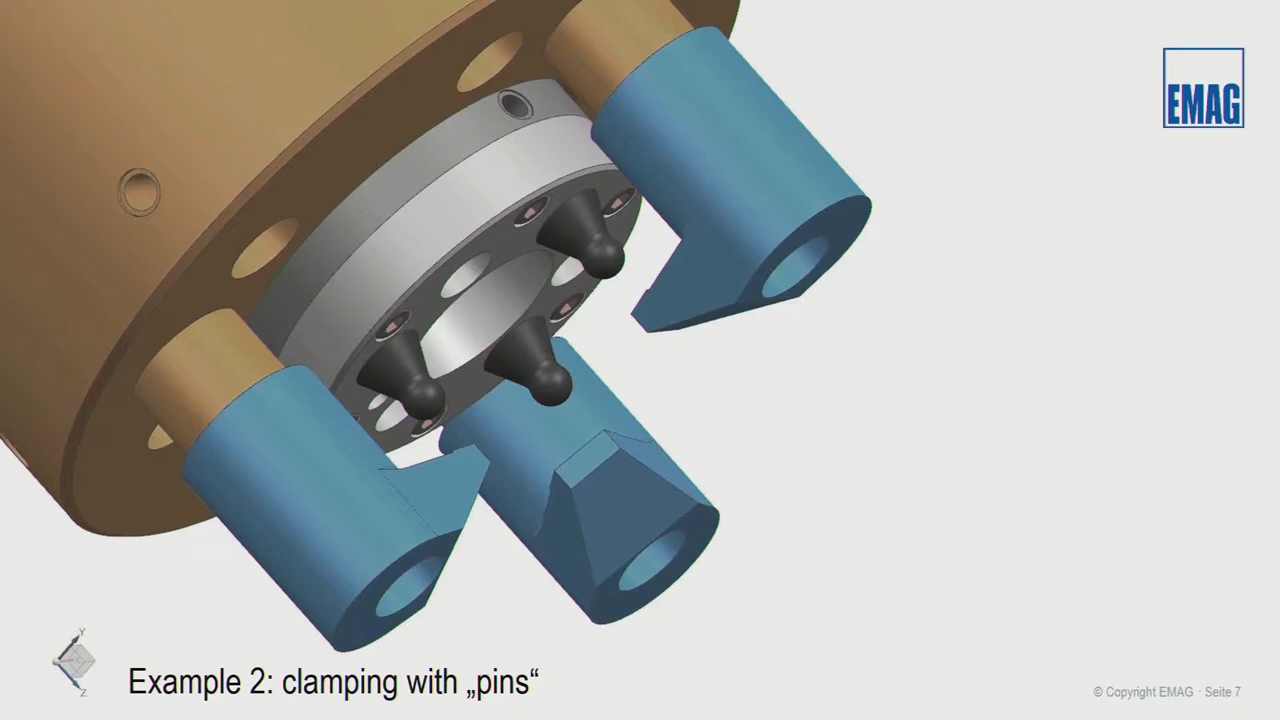 EMAG
Y
Z
Example 2: clamping with „pins“
© Copyright EMAG · Seite 7